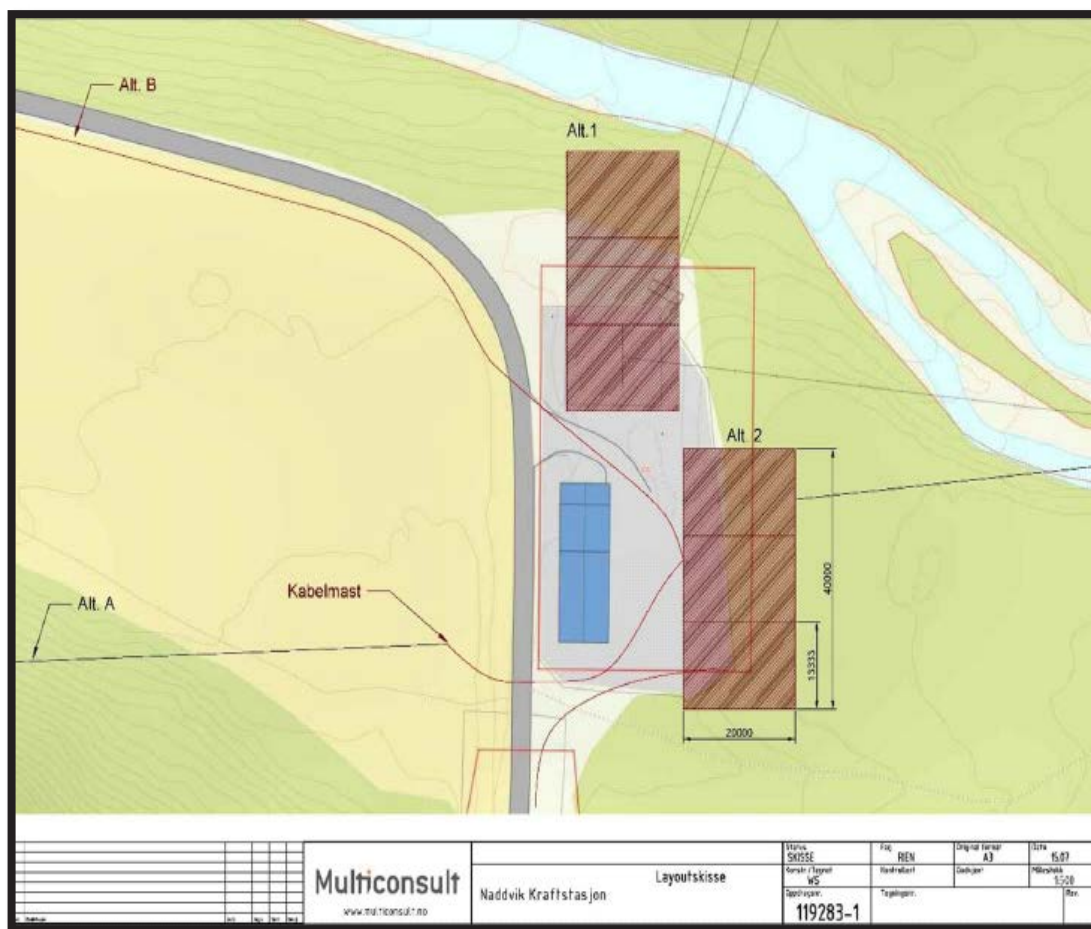 Alt. B
Alt.1
Alt. 2
Kabelmast
Alt. A
40000
13333
20000
Multiconsult
www.multiconsult.no
Naddvik Kraftstasjon
Layoutskisse
Status
SKISSE
Fag
RIEN
Original format
A3
Dato
15.07
Konstr./Tegnet
WS
Kontrollert
Godkjent
Målestokk
1:500
Oppdragsnr.
119283-1
Tegningsnr.
Rev.